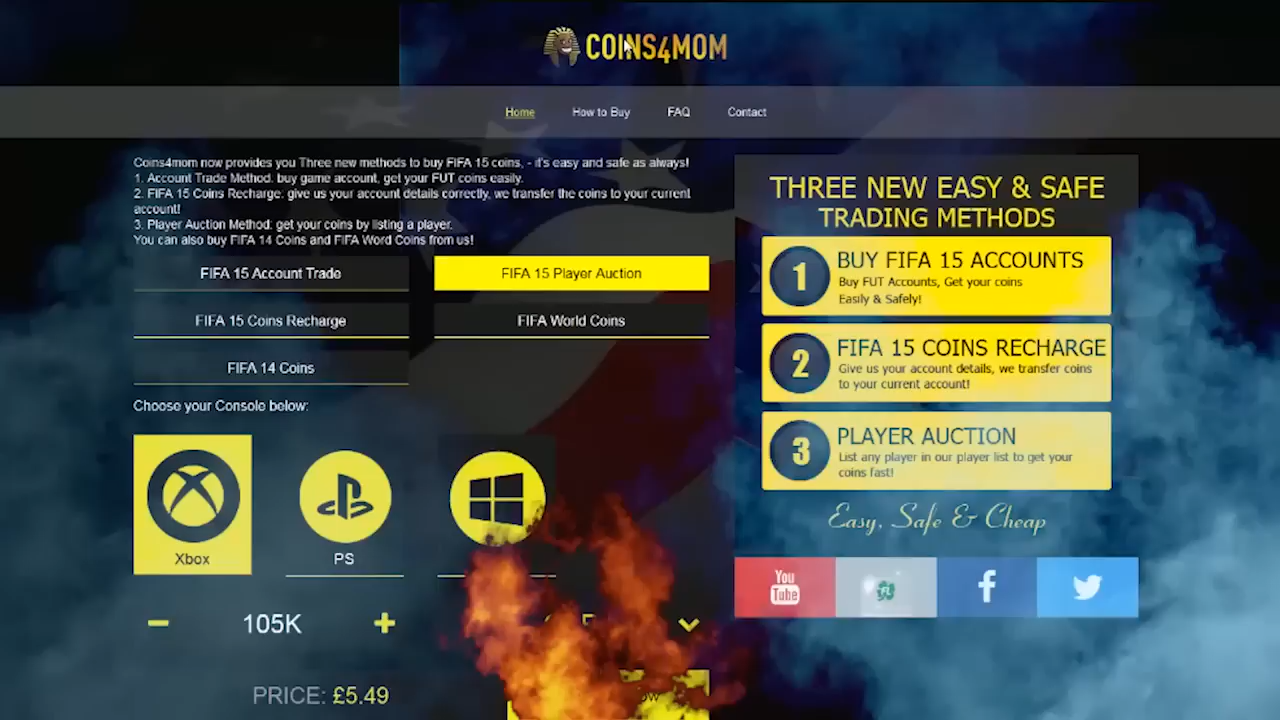 COINS4MOM
Home How to Buy FAQ Contact
Coins4mom now provides you Three new methods to buy FIFA 15 coins, - it's easy and safe as always!
1. Account Trade Method: buy game account, get your FUT coins easily.
2. FIFA 15 Coins Recharge: give us your account details correctly, we transfer the coins to your current
account!
3. Player Auction Method: get your coins by listing a player.
You can also buy FIFA 14 Coins and FIFA Word Coins from us!
FIFA 15 Account Trade
FIFA 15 Player Auction
FIFA 15 Coins Recharge
FIFA World Coins
FIFA 14 Coins
Choose your Console below:
Xbox
PS
105K
PRICE: £5.49
THREE NEW EASY & SAFE
TRADING METHODS
1
BUY FIFA 15 ACCOUNTS
Buy FUT Accounts, Get your coins
Easily & Safely!
2
FIFA 15 COINS RECHARGE
Give us your account details, we transfer coins
to your current account!
3
PLAYER AUCTION
List any player in our player list to get your
coins fast!
Easy, Safe & Cheap
You
Tube